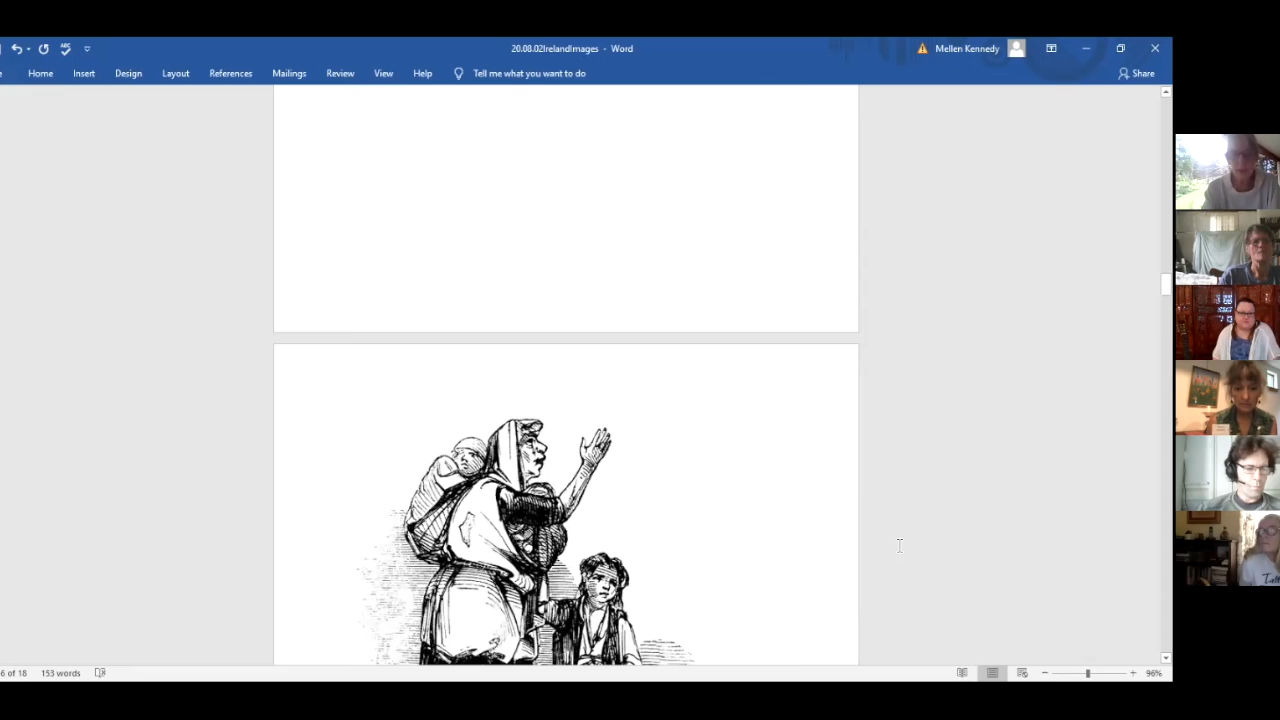 20.08.02IrelandImages - Word
Mellen Kennedy
Home Insert Design Layout References Mailings Review View Help Tell me what you want to do
Share
6 of 18 153 words
96%